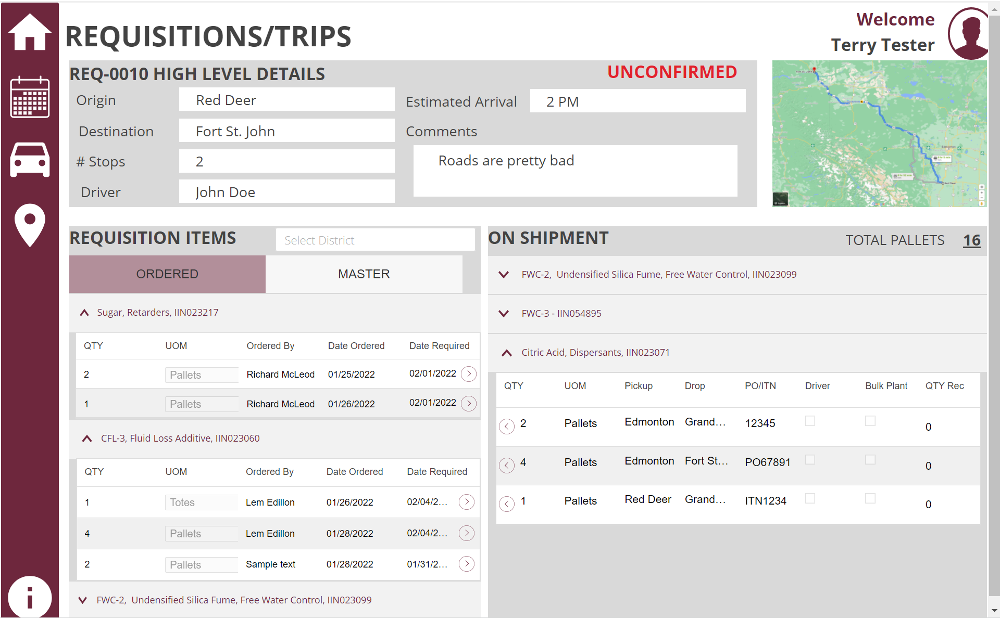 REQUISITIONS/TRIPS
Welcome
Terry Tester
REQ-0010 HIGH LEVEL DETAILS
UNCONFIRMED
Origin Red Deer
Estimated Arrival 2 PM
Destination Fort St. John
Comments
# Stops 2
Roads are pretty bad
Driver John Doe
Edmonton
Red Deer
REQUISITION ITEMS
Select District
ORDERED MASTER
Sugar, Retarders, IIN023217
QTY UOM Ordered By Date Ordered Date Required
2 Pallets Richard McLeod 01/25/2022 02/01/2022
1 Pallets Richard McLeod 01/26/2022 02/01/2022
CFL-3, Fluid Loss Additive, IIN023060
QTY UOM Ordered By Date Ordered Date Required
1 Totes Lem Edillon 01/26/2022 02/04/2...
4 Pallets Lem Edillon 01/28/2022 02/04/2...
2 Pallets Sample text 01/28/2022 01/31/2...
FWC-2,  Undensified Silica Fume, Free Water Control, IIN023099
ON SHIPMENT
TOTAL PALLETS 16
FWC-2,  Undensified Silica Fume, Free Water Control, IIN023099
FWC-3 - IIN054895
Citric Acid, Dispersants, IIN023071
QTY UOM Pickup Drop PO/ITN Driver Bulk Plant QTY Rec
2 Pallets Edmonton Grand... 12345 0
4 Pallets Edmonton Fort St... PO67891 0
1 Pallets Red Deer Grand... ITN1234 0